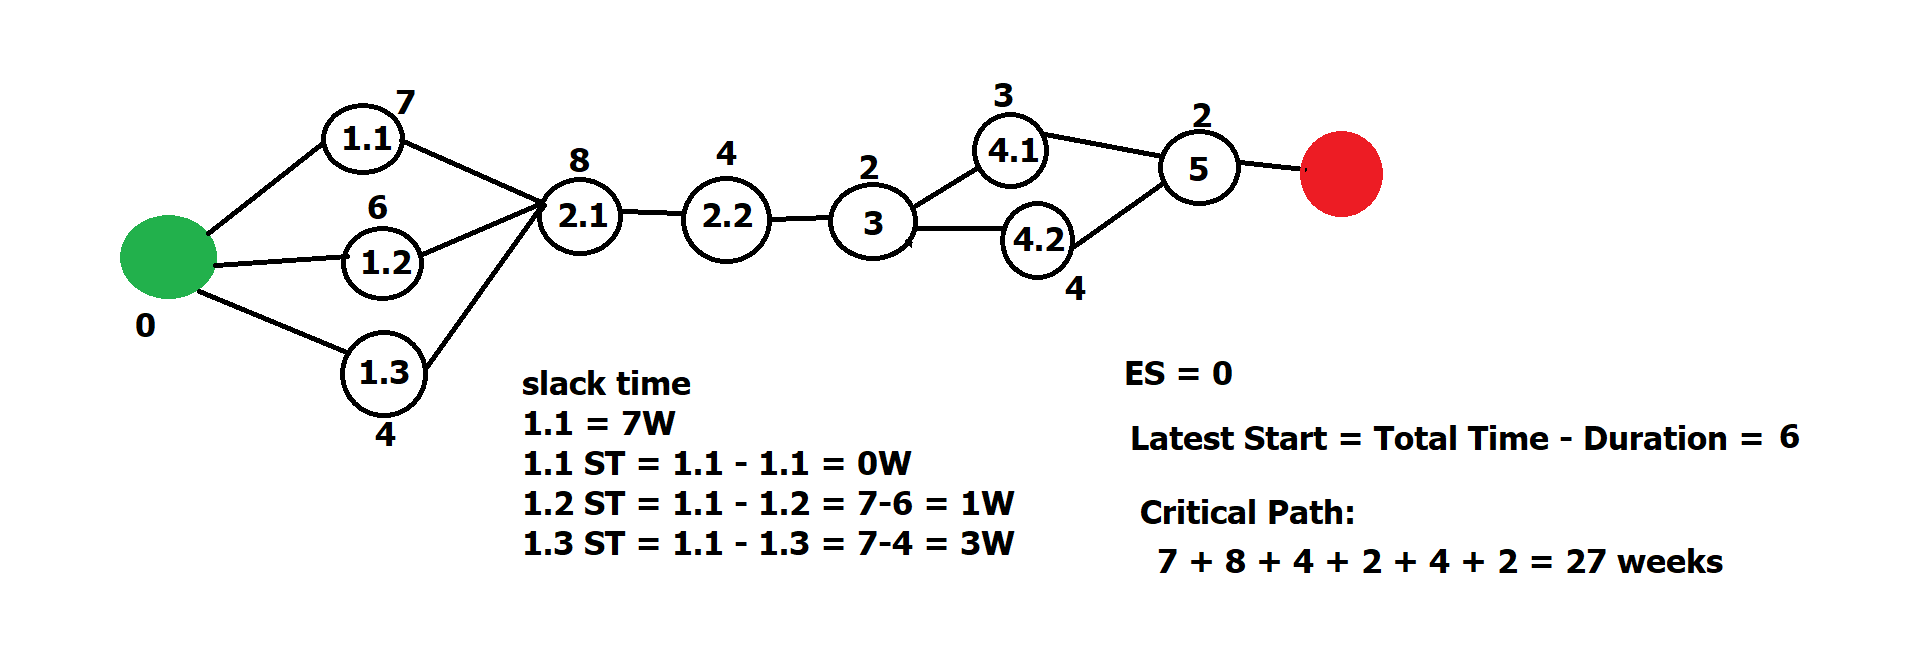 7
1.1
6
1.2
0
1.3
4
8
2.1
4
2.2
2
3
3
4.1
4.2
4
2
5
slack time
1.1 = 7W
1.1 ST = 1.1 - 1.1 = 0W
1.2 ST = 1.1 - 1.2 = 7-6 = 1W
1.3 ST = 1.1 - 1.3 = 7-4 = 3W
ES = 0
Latest Start = Total Time - Duration = 6
Critical Path:
7 + 8 + 4 + 2 + 4 + 2 = 27 weeks